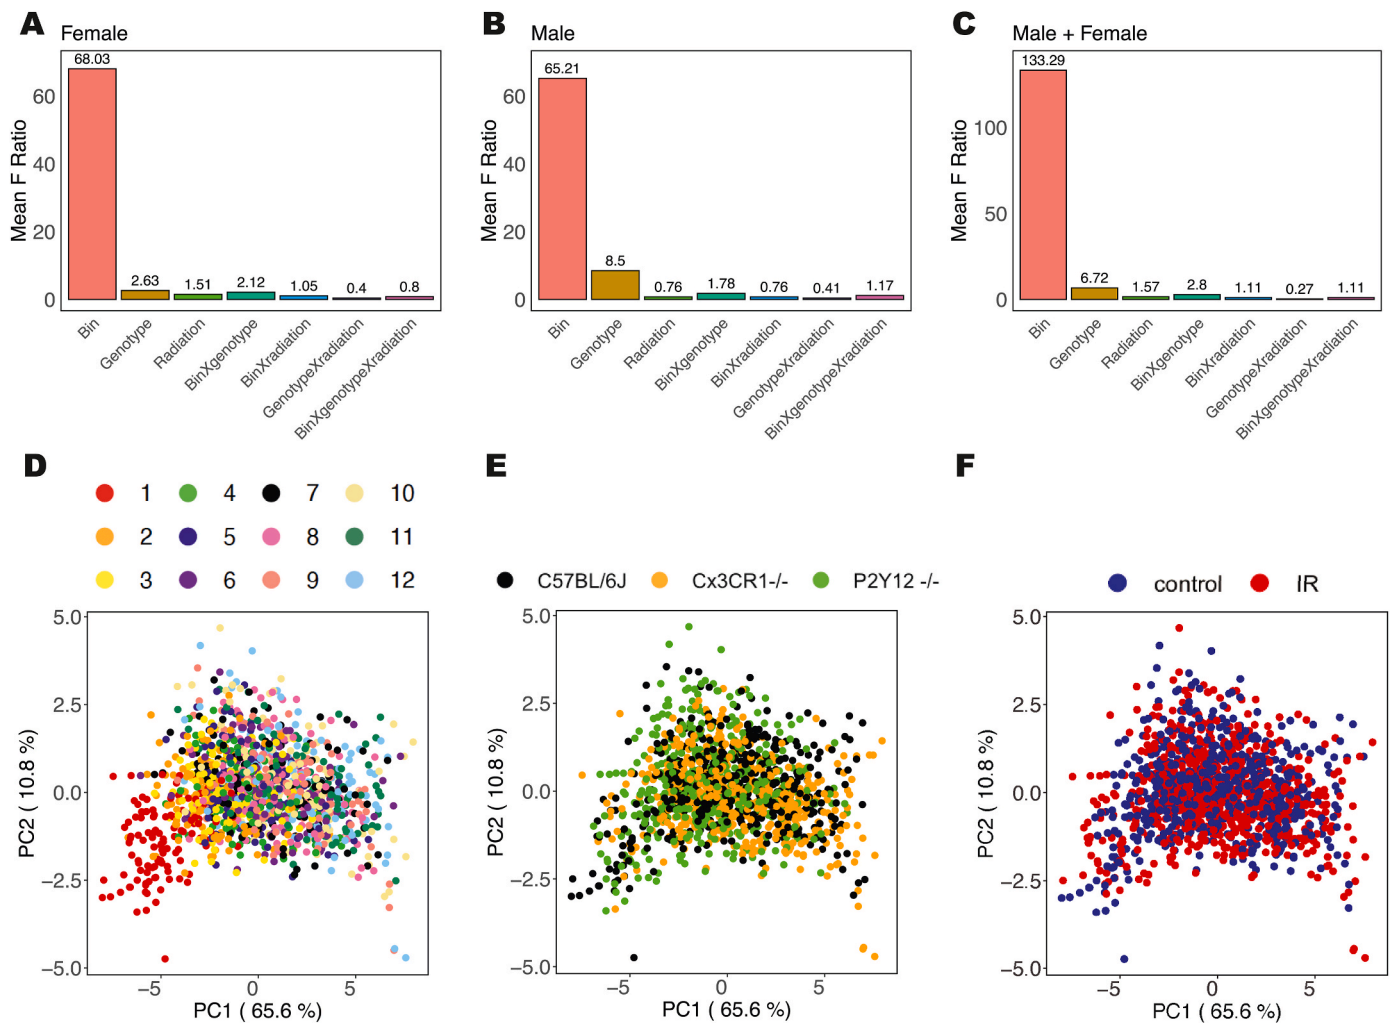 A
Female
Mean F Ratio
60
40
20
0
68.03
2.63
1.51
2.12
1.05
0.4
0.8
Bin
Genotype
Radiation
BinXgenotype
BinXradiation
GenotypeXradiation
BinXgenotypeXradiation
B
Male
Mean F Ratio
60
40
20
0
65.21
8.5
0.76
1.78
0.76
0.41
1.17
Bin
Genotype
Radiation
BinXgenotype
BinXradiation
GenotypeXradiation
BinXgenotypeXradiation
C
Male + Female
Mean F Ratio
100
50
0
133.29
6.72
1.57
2.8
1.11
0.27
1.11
Bin
Genotype
Radiation
BinXgenotype
BinXradiation
GenotypeXradiation
BinXgenotypeXradiation
D
1 4 7 10
2 5 8 11
3 6 9 12
PC2 ( 10.8 %)
5.0
2.5
0.0
−2.5
−5.0
−5 0 5
PC1 ( 65.6 %)
E
C57BL/6J Cx3CR1-/- P2Y12 -/-
PC2 ( 10.8 %)
5.0
2.5
0.0
−2.5
−5.0
−5 0 5
PC1 ( 65.6 %)
F
control IR
PC2 ( 10.8 %)
5.0
2.5
0.0
−2.5
−5.0
−5 0 5
PC1 ( 65.6 %)